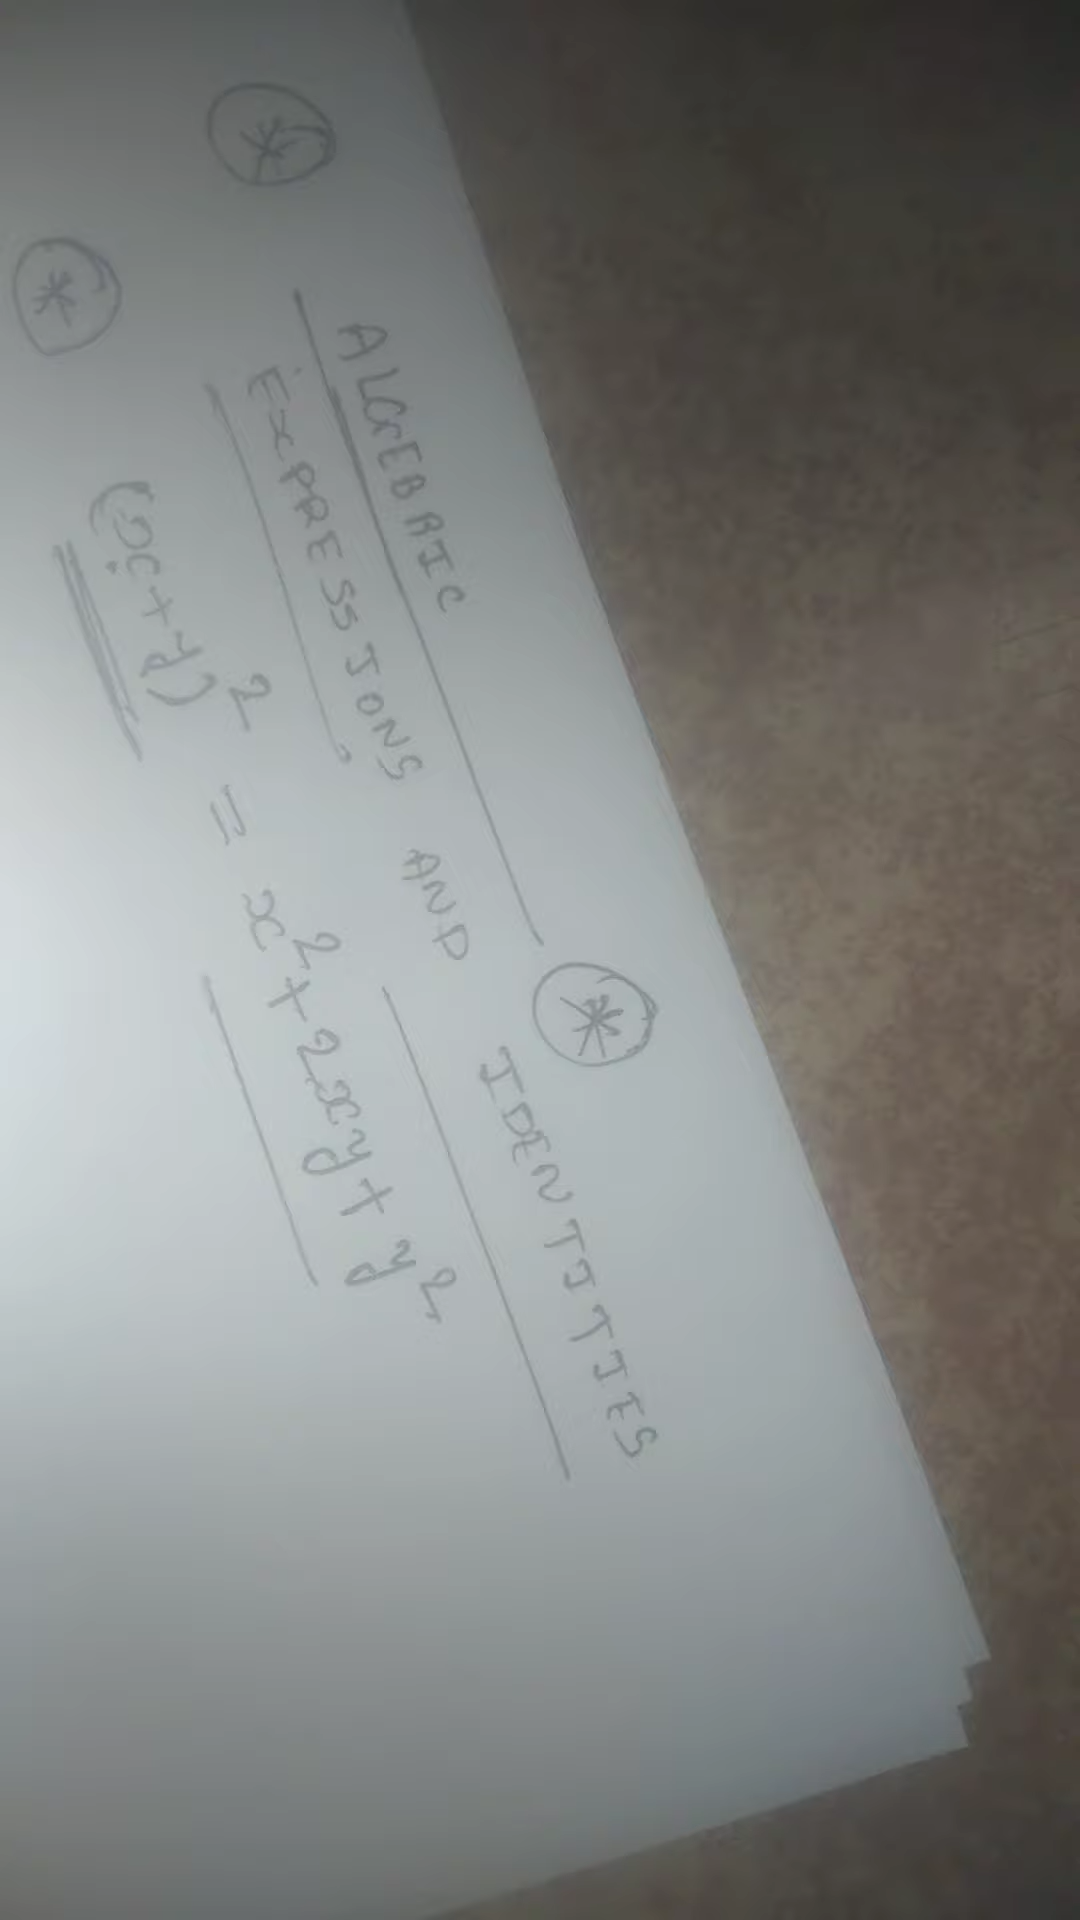 ALGEBRAIC
EXPRESSIONS AND IDENTITIES
(x+y)² = x²+2xy+y²